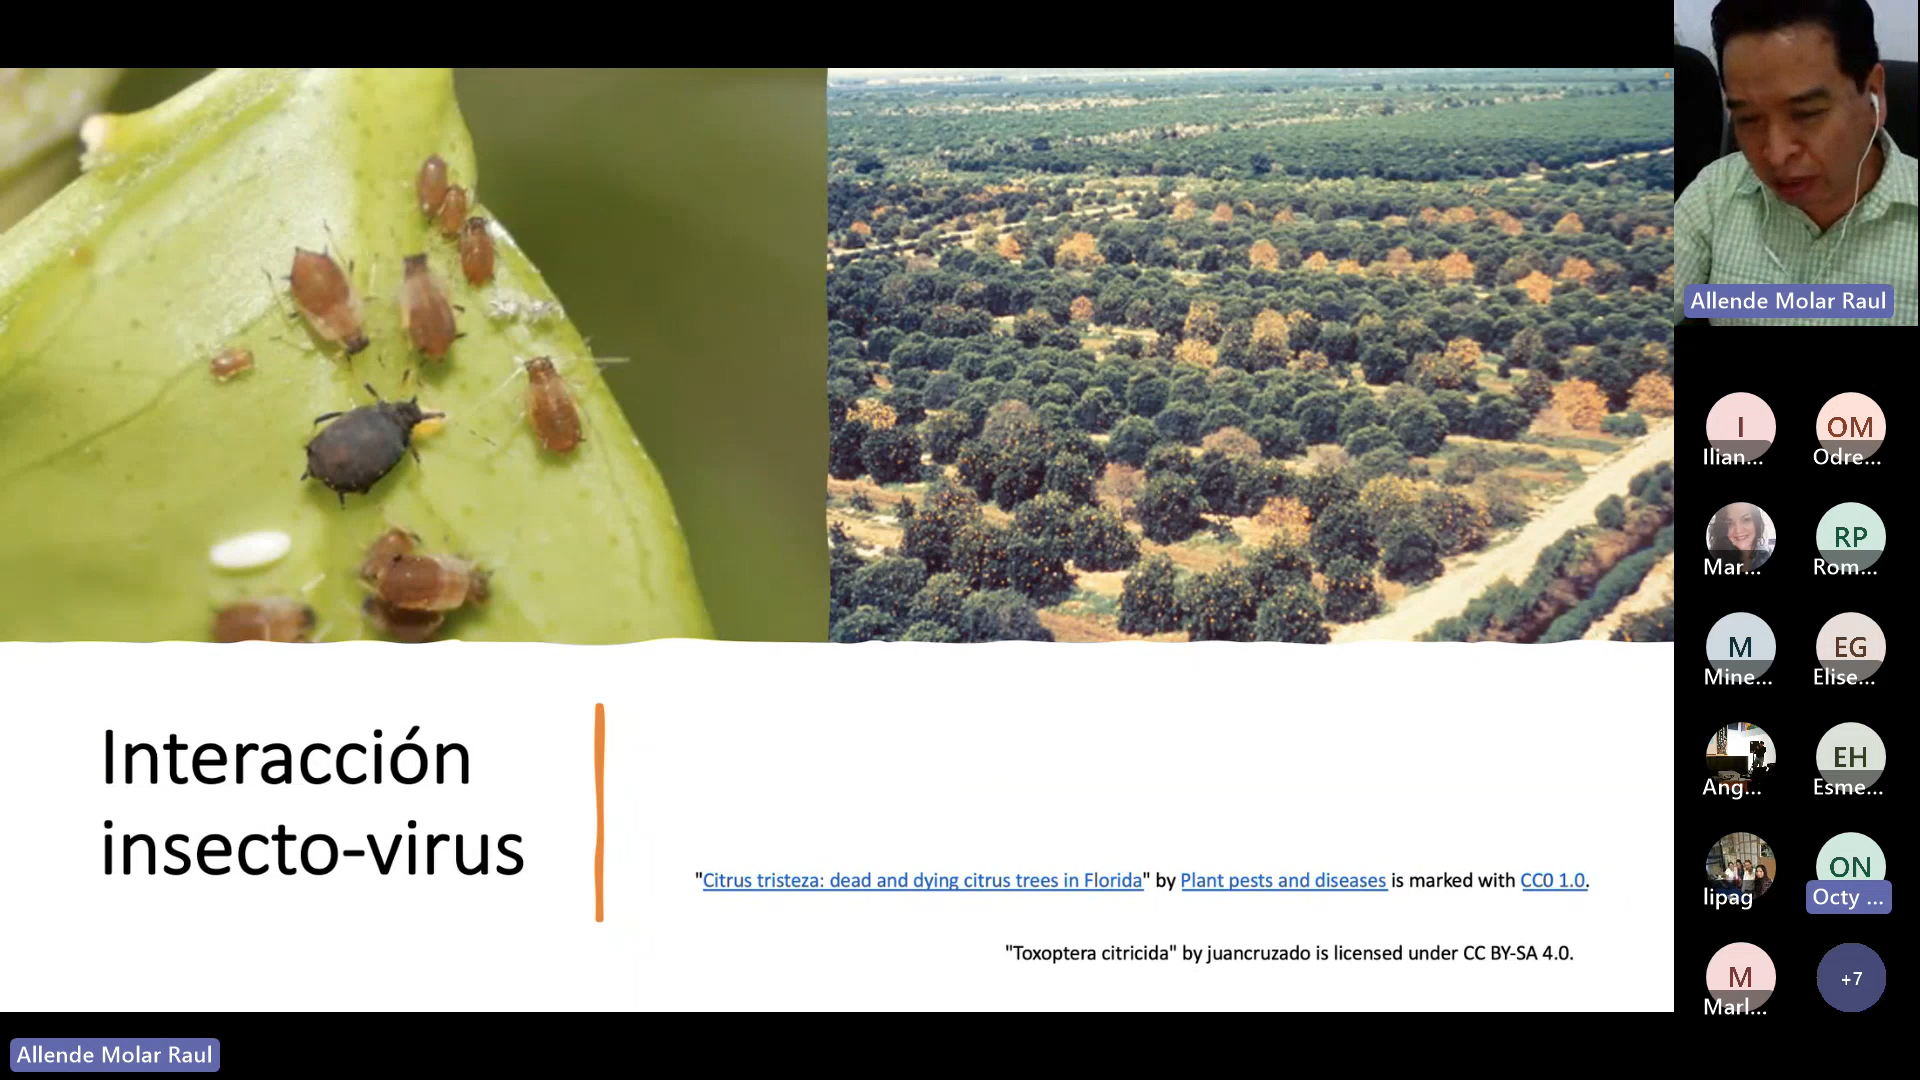 Interacción
insecto-virus
"Citrus tristeza: dead and dying citrus trees in Florida" by Plant pests and diseases is marked with CC0 1.0.
"Toxoptera citricida" by juancruzado is licensed under CC BY-SA 4.0.
Allende Molar Raul
Allende Molar Raul
I
Ilian...
OM
Odre...
Mar...
RP
Rom...
M
Mine...
EG
Elise...
Ang...
EH
Esme...
lipag
ON
Octy ...
M
Marl...
+7